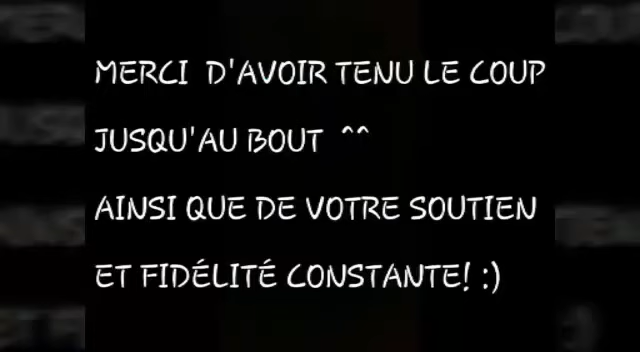 MERCI D'AVOIR TENU LE COUP
JUSQU'AU BOUT ^^
AINSI QUE DE VOTRE SOUTIEN
ET FIDÉLITÉ CONSTANTE! :)